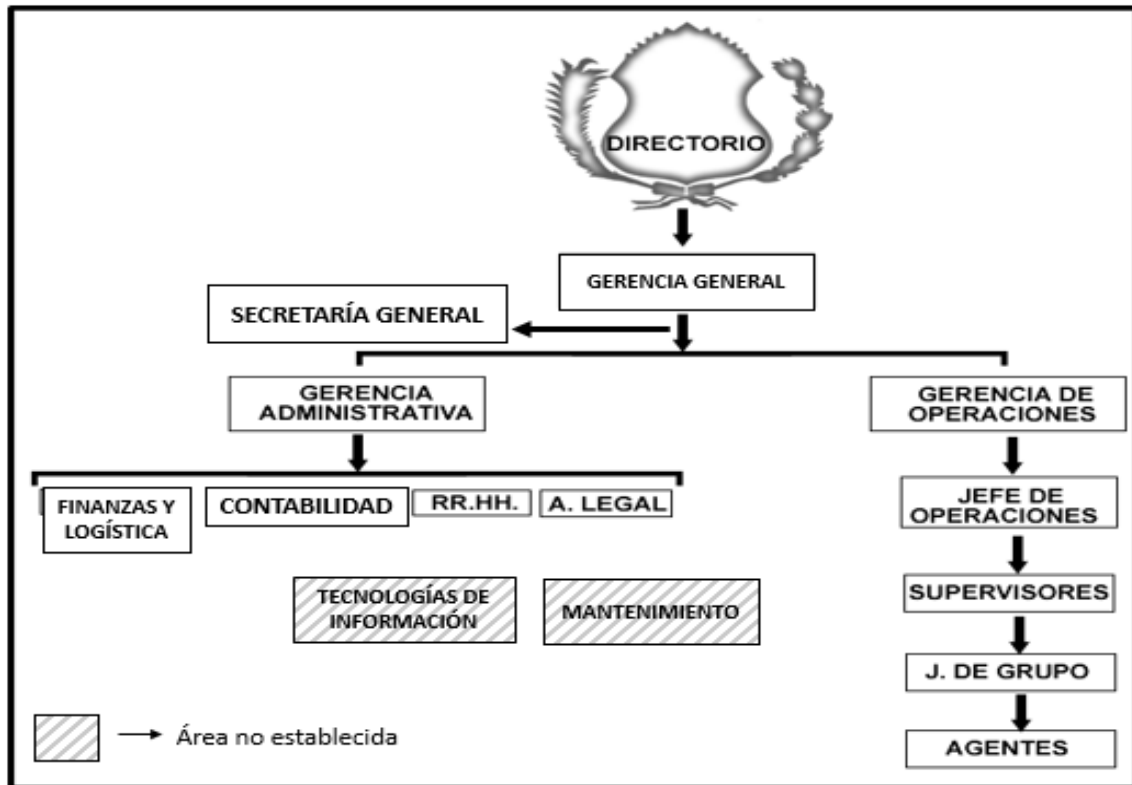 DIRECTORIO
GERENCIA GENERAL
SECRETARÍA GENERAL
GERENCIA
ADMINISTRATIVA
GERENCIA DE
OPERACIONES
FINANZAS Y
LOGÍSTICA
CONTABILIDAD
RR.HH.
A. LEGAL
JEFE DE
OPERACIONES
TECNOLOGÍAS DE
INFORMACIÓN
MANTENIMIENTO
SUPERVISORES
J. DE GRUPO
AGENTES
Área no establecida